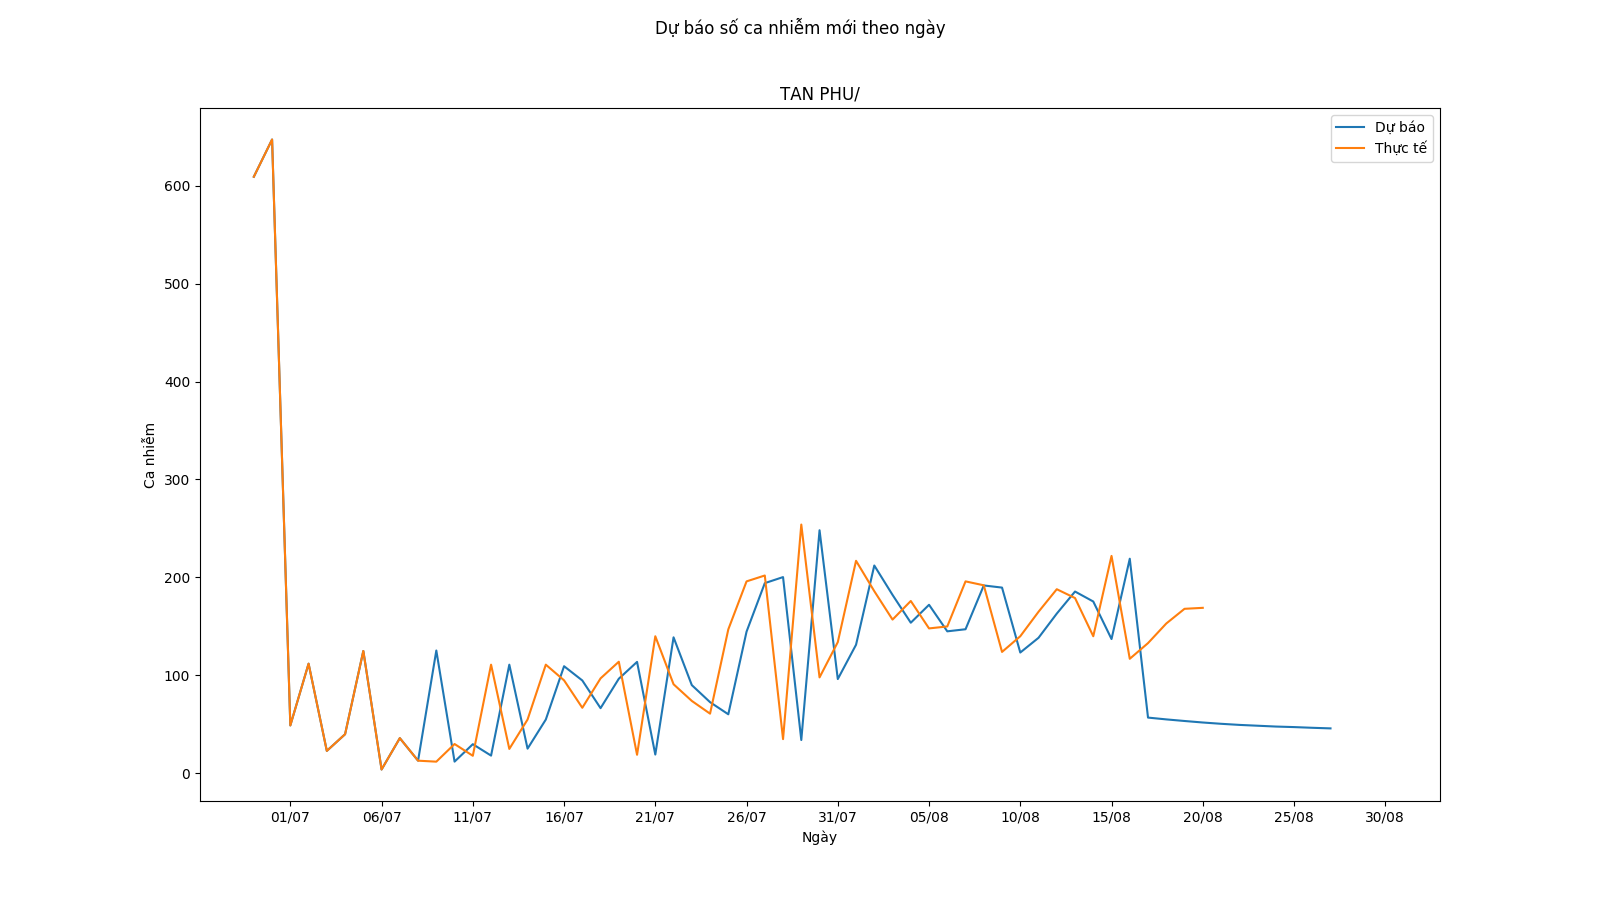 Dự báo số ca nhiễm mới theo ngày
TAN PHU/
Dự báo
Thực tế
600
500
400
300
200
100
0
Ca nhiễm
01/07 06/07 11/07 16/07 21/07 26/07 31/07 05/08 10/08 15/08 20/08 25/08 30/08
Ngày